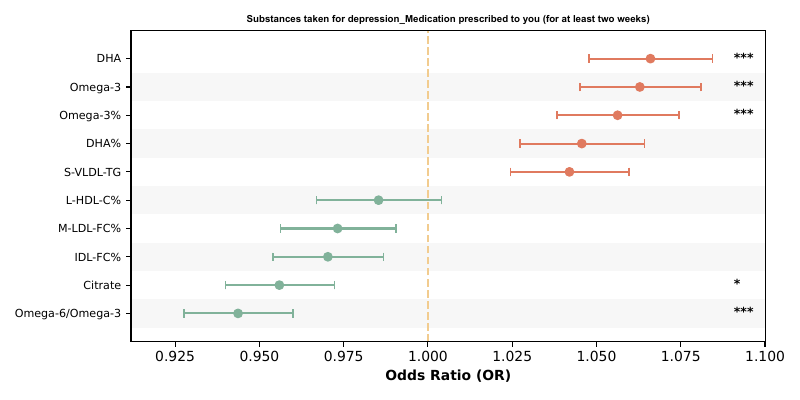 Substances taken for depression_Medication prescribed to you (for at least two weeks)
DHA ***
Omega-3 ***
Omega-3% ***
DHA%
S-VLDL-TG
L-HDL-C%
M-LDL-FC%
IDL-FC%
Citrate *
Omega-6/Omega-3 ***
0.925 0.950 0.975 1.000 1.025 1.050 1.075 1.100
Odds Ratio (OR)